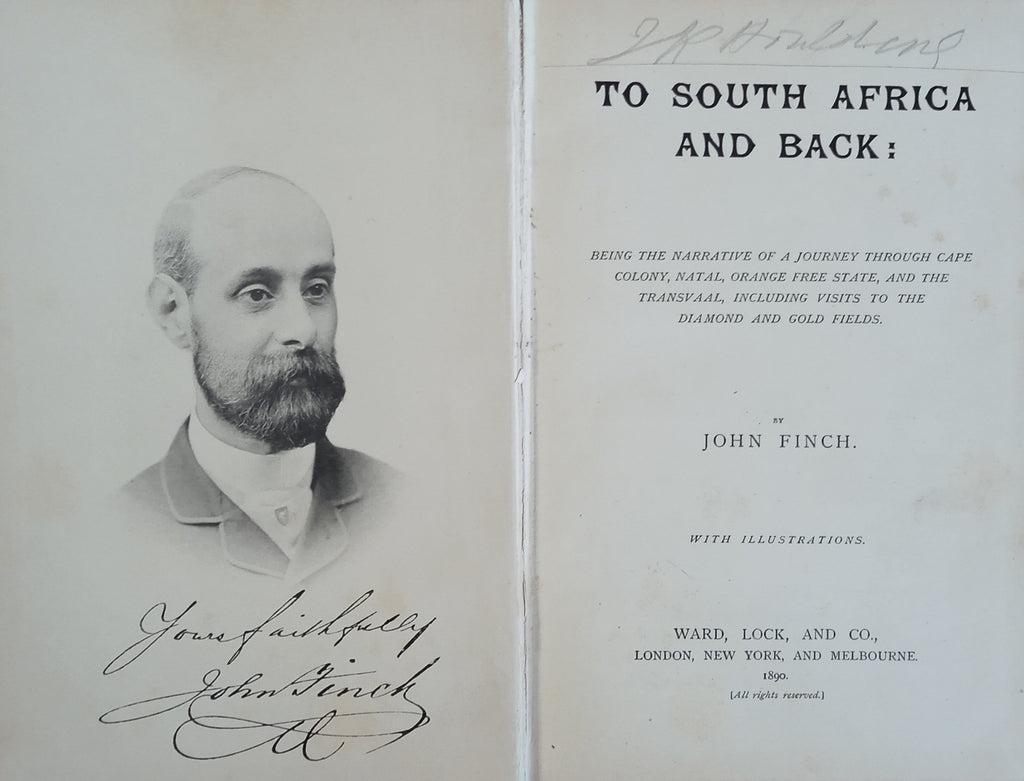 Yours faithfully
John Finch
TO SOUTH AFRICA
AND BACK:
BEING THE NARRATIVE OF A JOURNEY THROUGH CAPE
COLONY, NATAL, ORANGE FREE STATE, AND THE
TRANSVAAL, INCLUDING VISITS TO THE
DIAMOND AND GOLD FIELDS.
BY
JOHN FINCH.
WITH ILLUSTRATIONS.
WARD, LOCK, AND CO.,
LONDON, NEW YORK, AND MELBOURNE.
1890.
[All rights reserved.]